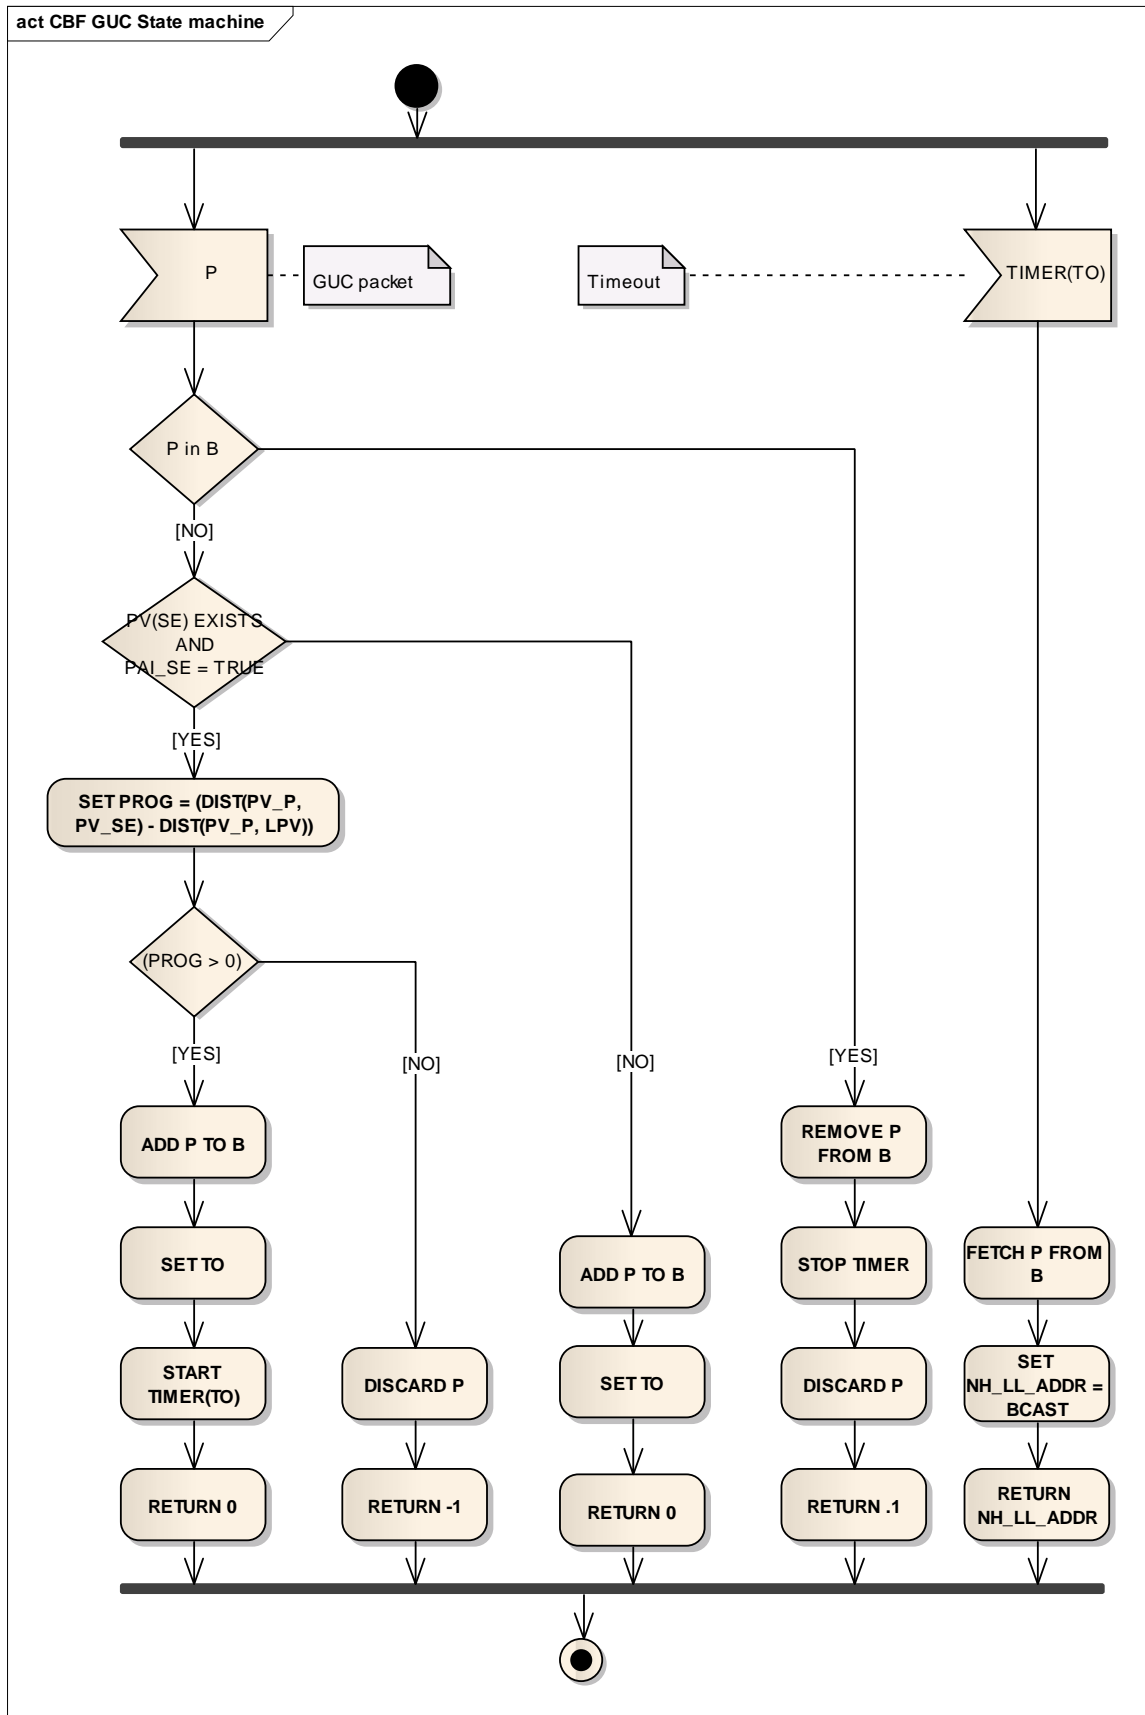 act CBF GUC State machine
P
GUC packet
Timeout
TIMER(TO)
P in B
[NO]
PV(SE) EXISTS
AND
PAI_SE = TRUE
[YES]
SET PROG = (DIST(PV_P,
PV_SE) - DIST(PV_P, LPV))
(PROG > 0)
[YES]
[NO]
[NO]
[YES]
ADD P TO B
SET TO
START
TIMER(TO)
RETURN 0
DISCARD P
RETURN -1
ADD P TO B
SET TO
RETURN 0
REMOVE P
FROM B
STOP TIMER
DISCARD P
RETURN .1
FETCH P FROM
B
SET
NH_LL_ADDR =
BCAST
RETURN
NH_LL_ADDR